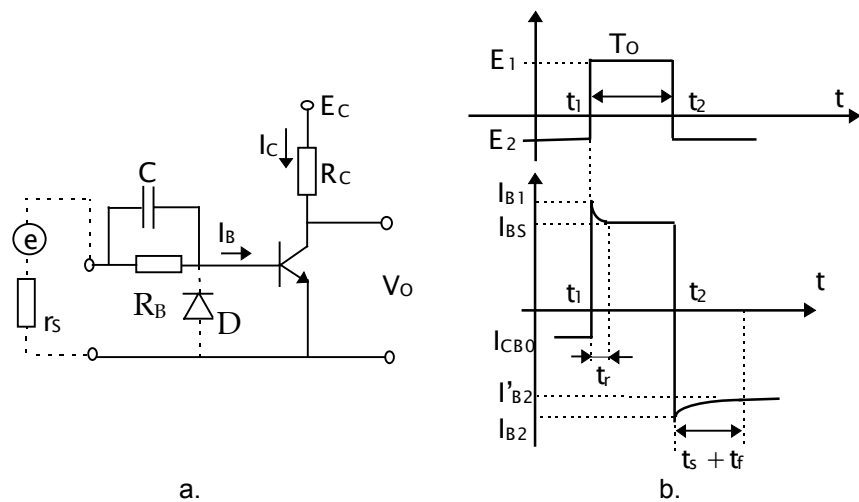 E_C
I_C
R_C
C
I_B
e
R_B
D
V_O
r_S
a.
E_1
T_O
t_1
t_2
t
E_2
I_B1
I_BS
t
t_1
t_2
I_CB0
t_r
I'_B2
I_B2
t_s + t_f
b.